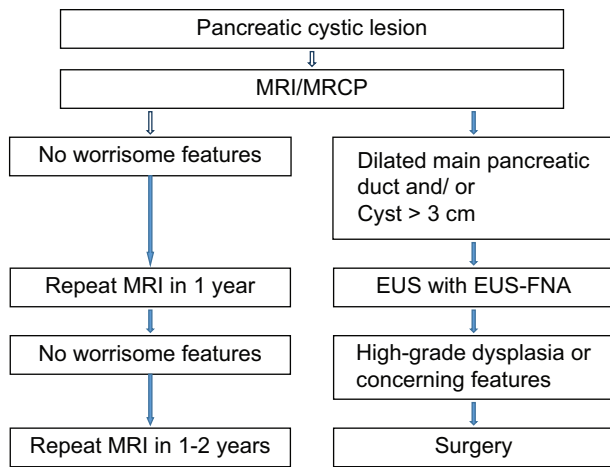 Pancreatic cystic lesion
MRI/MRCP
No worrisome features
Dilated main pancreatic
duct and/ or
Cyst > 3 cm
Repeat MRI in 1 year
EUS with EUS-FNA
No worrisome features
High-grade dysplasia or
concerning features
Repeat MRI in 1-2 years
Surgery